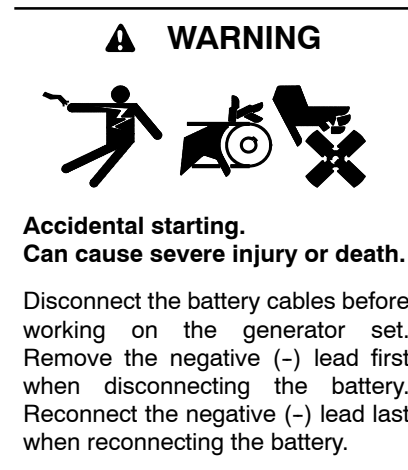 WARNING
Accidental starting.
Can cause severe injury or death.
Disconnect the battery cables before
working on the generator set.
Remove the negative (–) lead first
when disconnecting the battery.
Reconnect the negative (–) lead last
when reconnecting the battery.